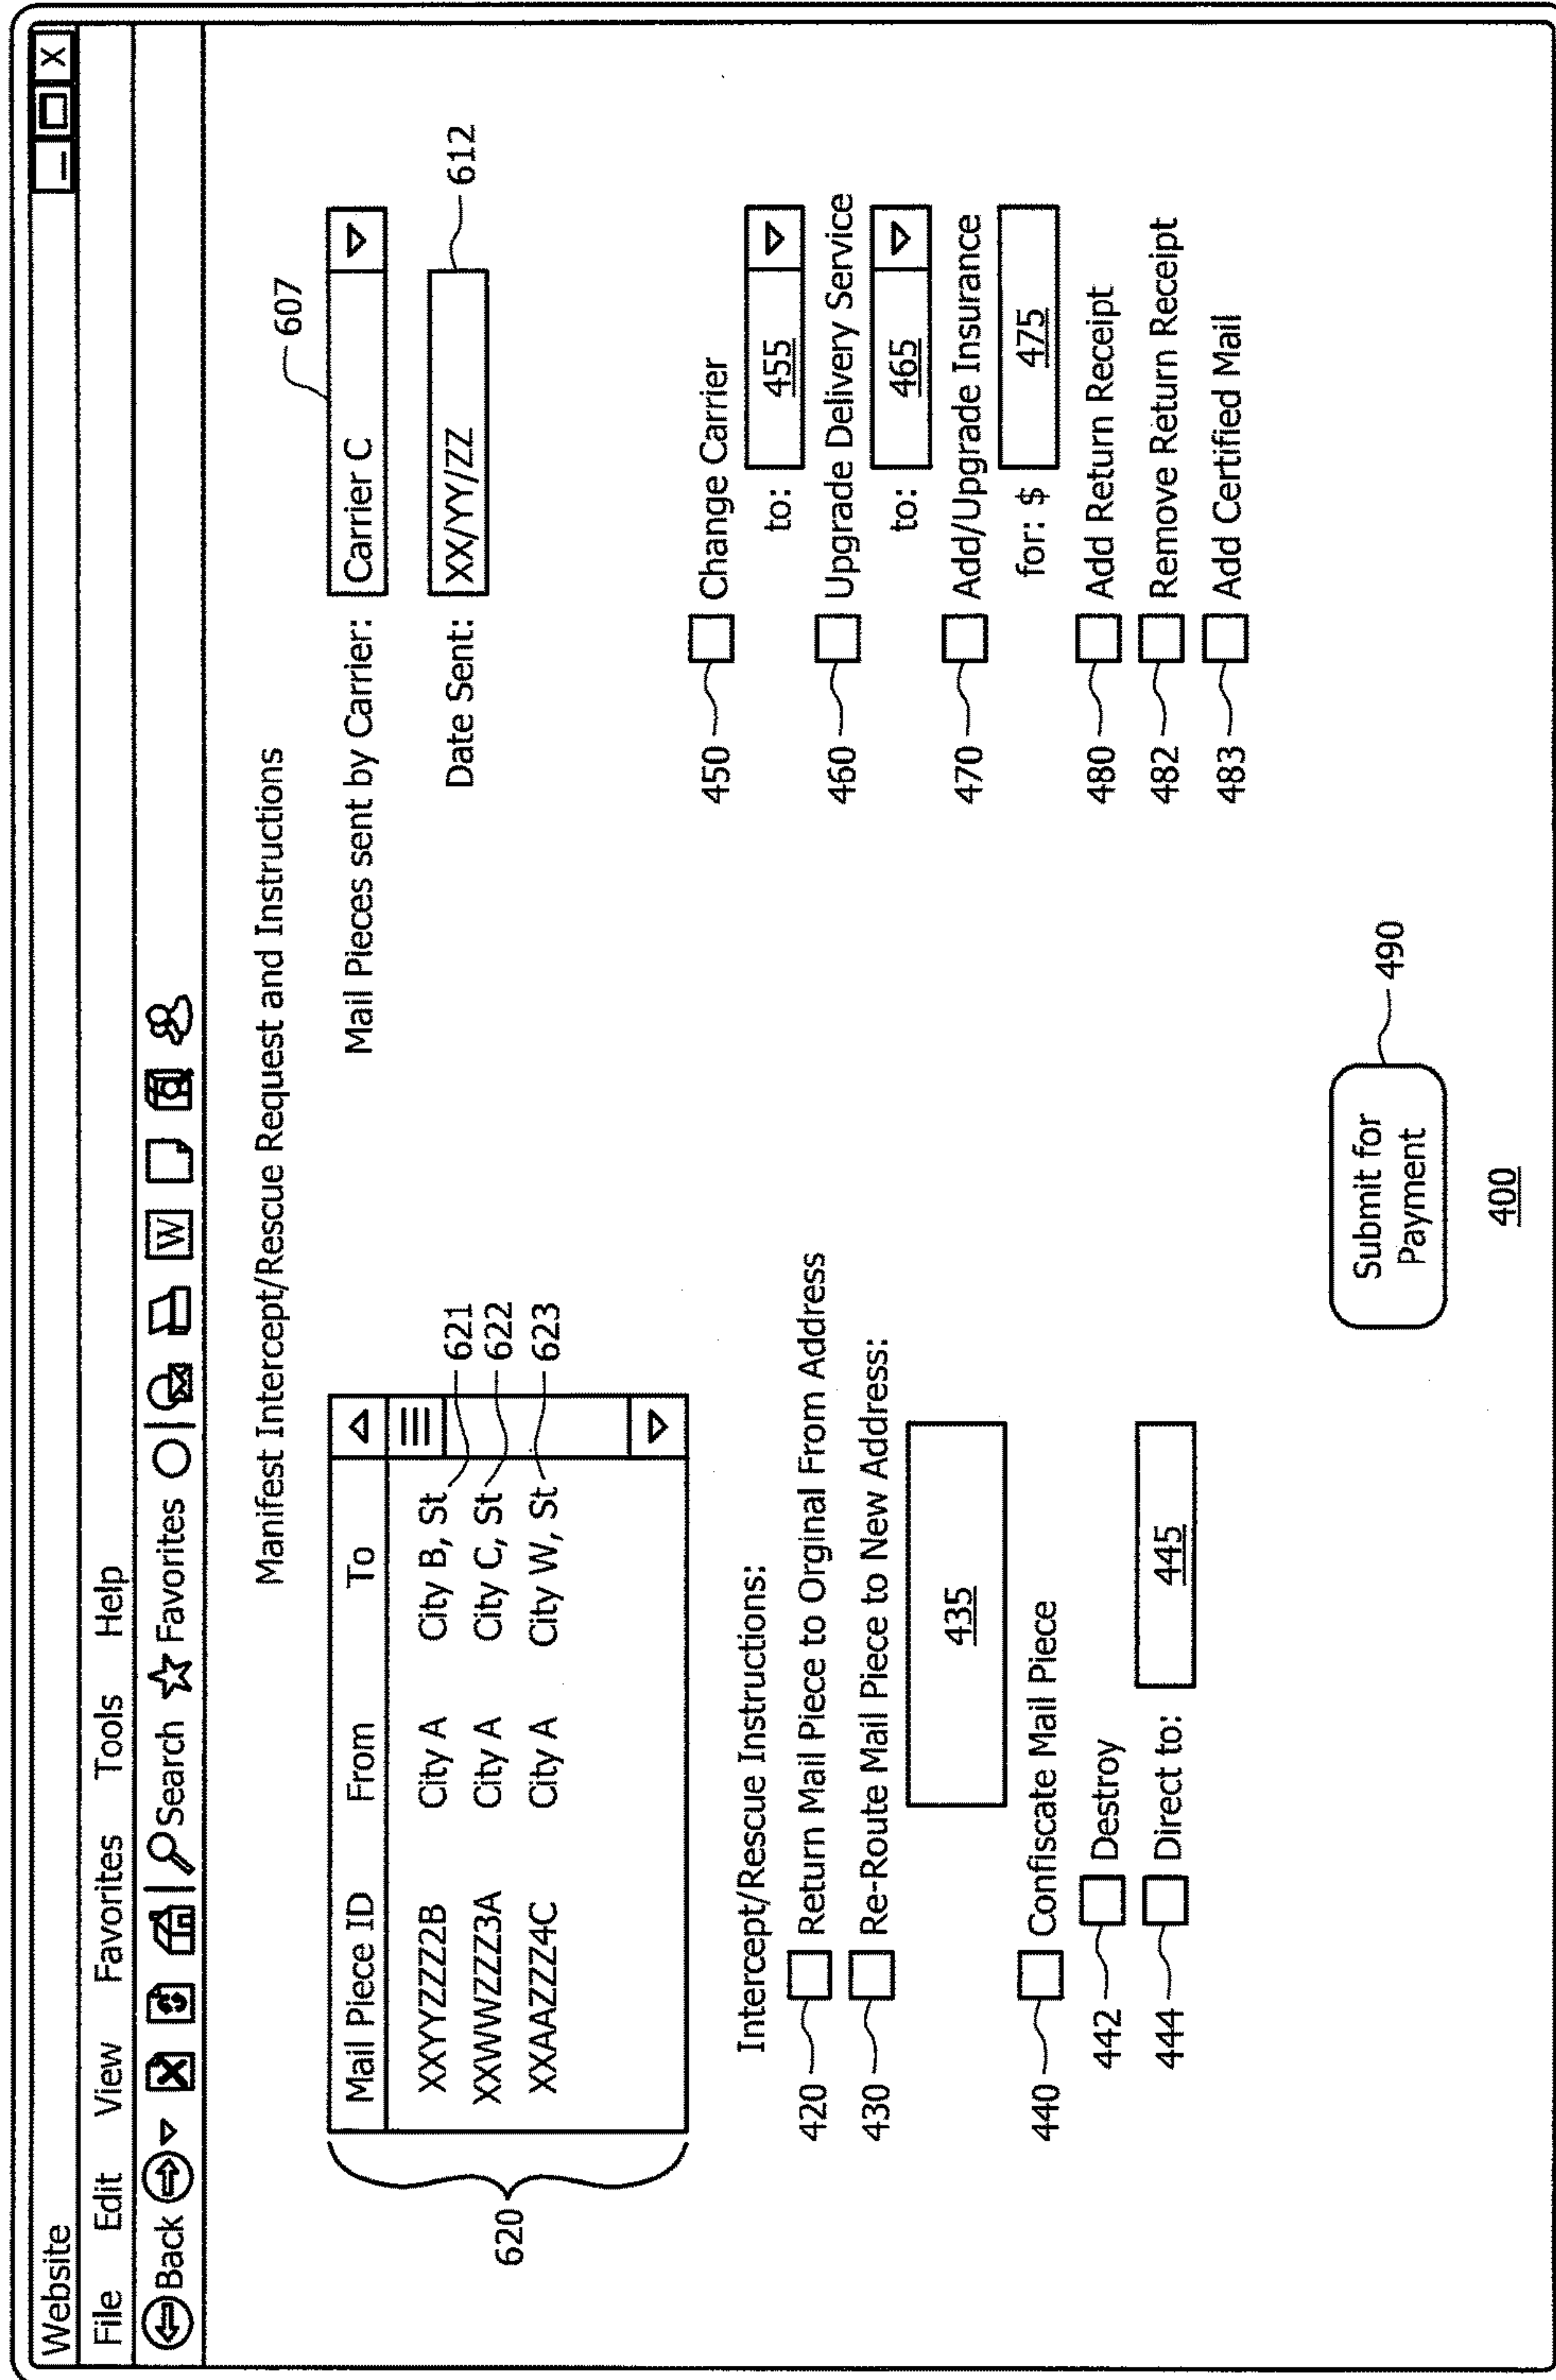 Website
File Edit View Favorites Tools Help
Back Search Favorites W
Manifest Intercept/Rescue Request and Instructions
Mail Piece ID From To
XXYYZZZ2B City A City B, St 621
XXWWZZZ3A City A City C, St 622
XXAAZZZ4C City A City W, St 623
620
607
Mail Pieces sent by Carrier: Carrier C
Date Sent: XX/YY/ZZ 612
Intercept/Rescue Instructions:
420 Return Mail Piece to Orginal From Address
430 Re-Route Mail Piece to New Address:
435
440 Confiscate Mail Piece
442 Destroy
444 Direct to: 445
450 Change Carrier
to: 455
460 Upgrade Delivery Service
to: 465
470 Add/Upgrade Insurance
for: $ 475
480 Add Return Receipt
482 Remove Return Receipt
483 Add Certified Mail
Submit for
Payment
490
400